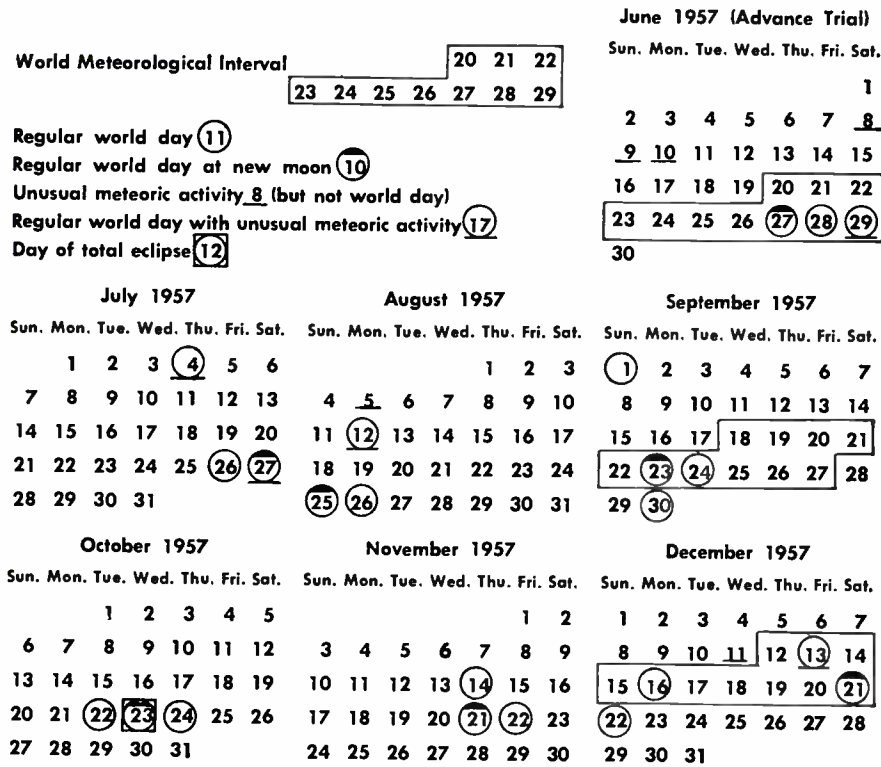 June 1957 (Advance Trial)
Sun. Mon. Tue. Wed. Thu. Fri. Sat.
1
2 3 4 5 6 7 8
9 10 11 12 13 14 15
16 17 18 19 20 21 22
23 24 25 26 27 28 29
30
World Meteorological Interval
20 21 22
23 24 25 26 27 28 29
Regular world day 11
Regular world day at new moon 10
Unusual meteoric activity 8 (but not world day)
Regular world day with unusual meteoric activity 17
Day of total eclipse 12
July 1957
Sun. Mon. Tue. Wed. Thu. Fri. Sat.
1 2 3 4 5 6
7 8 9 10 11 12 13
14 15 16 17 18 19 20
21 22 23 24 25 26 27
28 29 30 31
August 1957
Sun. Mon. Tue. Wed. Thu. Fri. Sat.
1 2 3
4 5 6 7 8 9 10
11 12 13 14 15 16 17
18 19 20 21 22 23 24
25 26 27 28 29 30 31
September 1957
Sun. Mon. Tue. Wed. Thu. Fri. Sat.
1 2 3 4 5 6 7
8 9 10 11 12 13 14
15 16 17 18 19 20 21
22 23 24 25 26 27 28
29 30
October 1957
Sun. Mon. Tue. Wed. Thu. Fri. Sat.
1 2 3 4 5
6 7 8 9 10 11 12
13 14 15 16 17 18 19
20 21 22 23 24 25 26
27 28 29 30 31
November 1957
Sun. Mon. Tue. Wed. Thu. Fri. Sat.
1 2
3 4 5 6 7 8 9
10 11 12 13 14 15 16
17 18 19 20 21 22 23
24 25 26 27 28 29 30
December 1957
Sun. Mon. Tue. Wed. Thu. Fri. Sat.
1 2 3 4 5 6 7
8 9 10 11 12 13 14
15 16 17 18 19 20 21
22 23 24 25 26 27 28
29 30 31